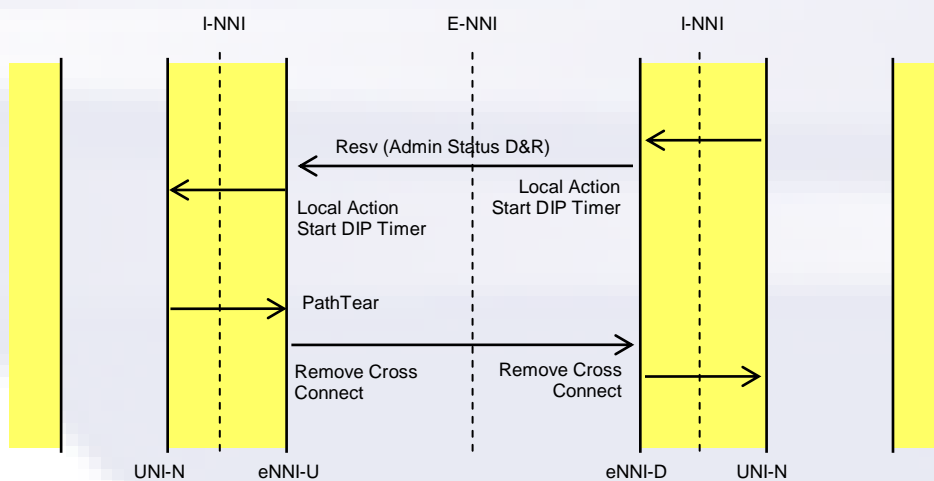 I-NNI E-NNI I-NNI
Resv (Admin Status D&R)
Local Action
Start DIP Timer
Local Action
Start DIP Timer
PathTear
Remove Cross
Connect
Remove Cross
Connect
UNI-N eNNI-U eNNI-D UNI-N